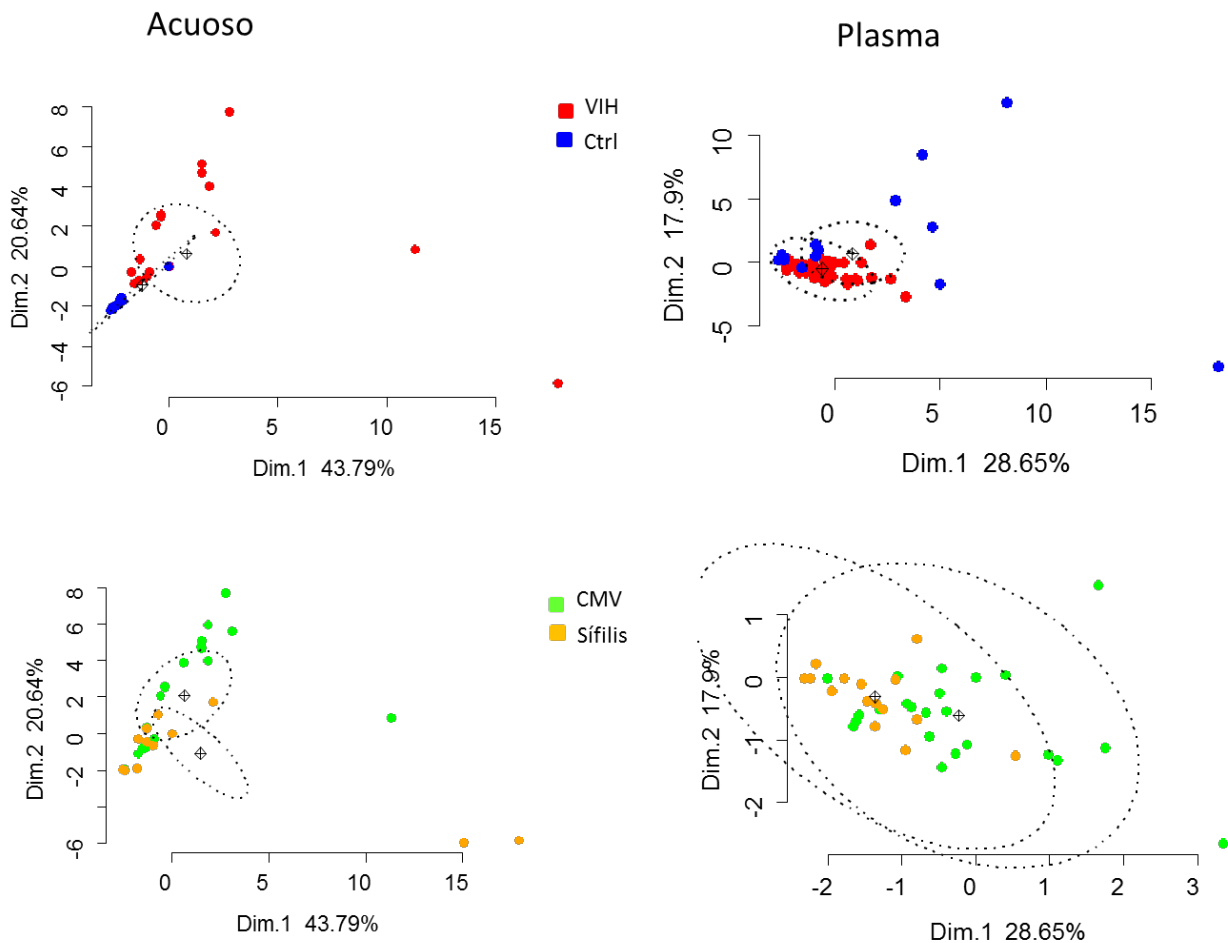 Acuoso
Plasma
VIH
Ctrl
8
6
4
2
0
-2
-4
-6
Dim.2 20.64%
0
5
10
15
Dim.1 43.79%
10
5
0
-5
Dim.2 17.9%
0
5
10
15
Dim.1 28.65%
CMV
Sífilis
8
6
4
2
0
-2
-6
Dim.2 20.64%
0
5
10
15
Dim.1 43.79%
1
0
-1
-2
Dim.2 17.9%
-2
-1
0
1
2
3
Dim.1 28.65%